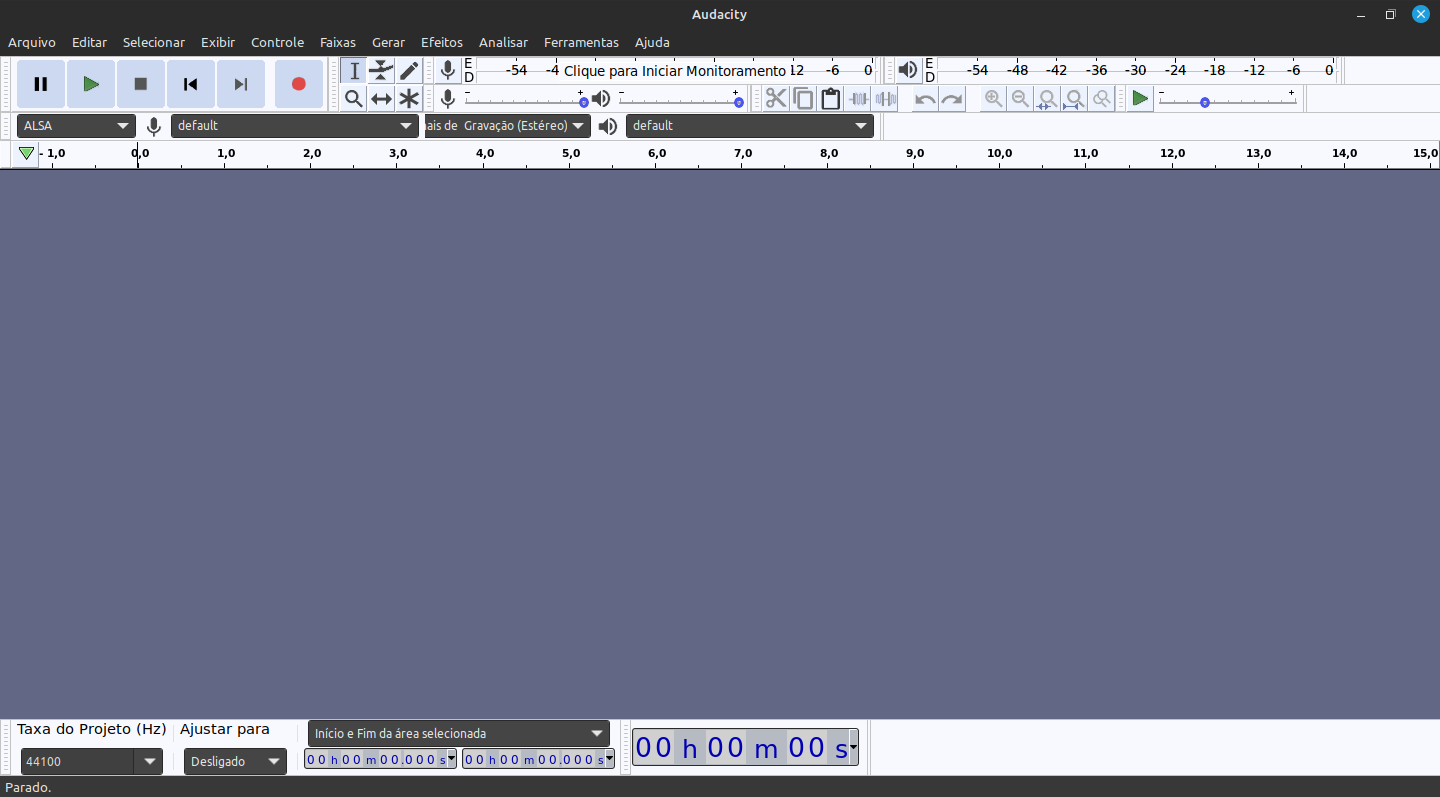 Audacity
Arquivo Editar Selecionar Exibir Controle Faixas Gerar Efeitos Analisar Ferramentas Ajuda
E D -54 -4 Clique para Iniciar Monitoramento 12 -6 0 E D -54 -48 -42 -36 -30 -24 -18 -12 -6 0
ALSA default ais de Gravação (Estéreo) default
- 1,0 0,0 1,0 2,0 3,0 4,0 5,0 6,0 7,0 8,0 9,0 10,0 11,0 12,0 13,0 14,0 15,0
Taxa do Projeto (Hz) Ajustar para Início e Fim da área selecionada
44100 Desligado 00 h 00 m 00.000 s 00 h 00 m 00.000 s 00 h 00 m 00 s
Parado.